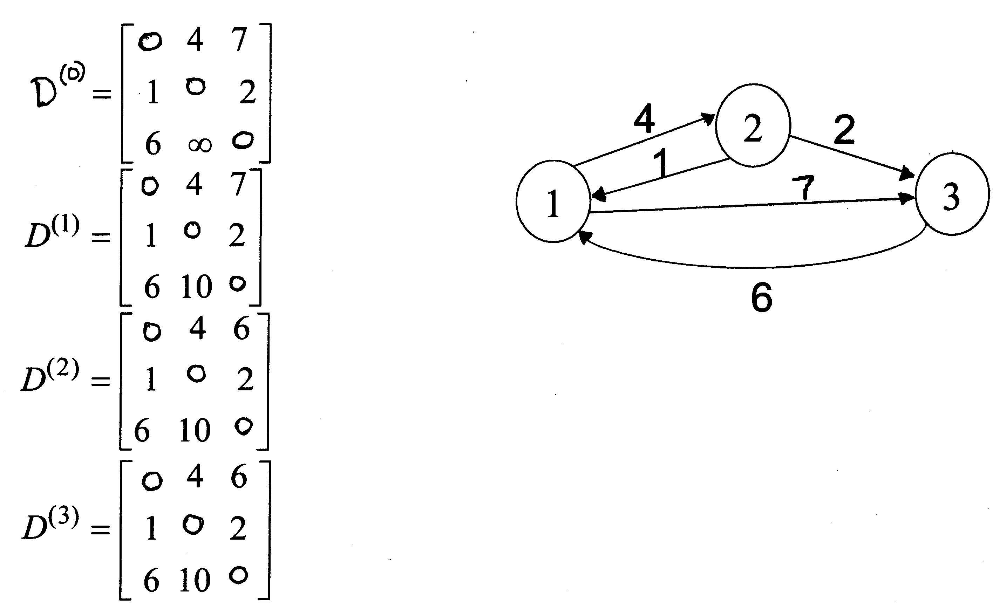 0 4 7
D(0) = 1 0 2
6 ∞ 0
0 4 7
D(1) = 1 0 2
6 10 0
0 4 6
D(2) = 1 0 2
6 10 0
0 4 6
D(3) = 1 0 2
6 10 0
4
2
2
1
7
1
3
6